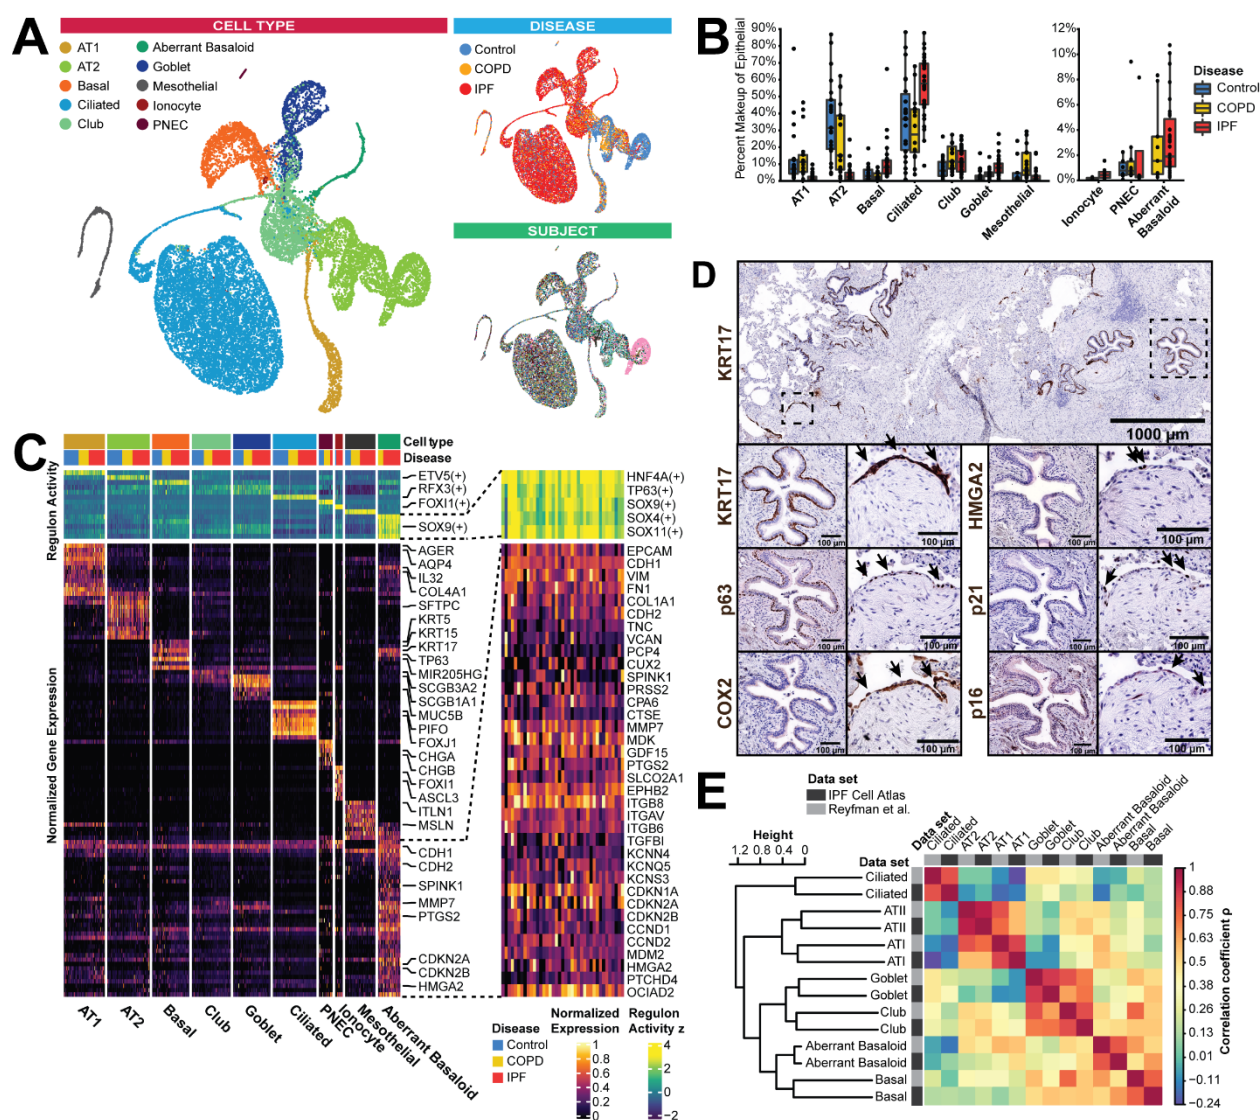 A
CELL TYPE
AT1
AT2
Basal
Ciliated
Club
Aberrant Basaloid
Goblet
Mesothelial
Ionocyte
PNEC
DISEASE
Control
COPD
IPF
SUBJECT
B
Percent Makeup of Epithelial
90%
80%
70%
60%
50%
40%
30%
20%
10%
0%
AT1
AT2
Basal
Ciliated
Club
Goblet
Mesothelial
12%
10%
8%
6%
4%
2%
0%
Ionocyte
PNEC
Aberrant
Basaloid
Disease
Control
COPD
IPF
C
Cell type
Disease
Regulon Activity
ETV5(+)
RFX3(+)
FOXI1(+)
SOX9(+)
HNF4A(+)
TP63(+)
SOX9(+)
SOX4(+)
SOX11(+)
Normalized Gene Expression
AGER
AQP4
IL32
COL4A1
SFTPC
KRT5
KRT15
KRT17
TP63
MIR205HG
SCGB3A2
SCGB1A1
MUC5B
PIFO
FOXJ1
CHGA
CHGB
FOXI1
ASCL3
ITLN1
MSLN
CDH1
CDH2
SPINK1
MMP7
PTGS2
CDKN2A
CDKN2B
HMGA2
EPCAM
CDH1
VIM
FN1
COL1A1
CDH2
TNC
VCAN
PCP4
CUX2
SPINK1
PRSS2
CPA6
CTSE
MMP7
MDK
GDF15
PTGS2
SLCO2A1
EPHB2
ITGB8
ITGAV
ITGB6
TGFBI
KCNN4
KCNQ5
KCNS3
CDKN1A
CDKN2A
CDKN2B
CCND1
CCND2
MDM2
HMGA2
PTCHD4
OCIAD2
AT1
AT2
Basal
Club
Goblet
Ciliated
PNEC
Ionocyte
Mesothelial
Aberrant Basaloid
Disease
Control
COPD
IPF
Normalized
Expression
1
0.8
0.6
0.4
0.2
0
Regulon
Activity z
4
2
0
−2
D
KRT17
1000 µm
KRT17
100 µm
100 µm
HMGA2
100 µm
100 µm
p63
100 µm
100 µm
p21
100 µm
100 µm
COX2
100 µm
100 µm
p16
100 µm
100 µm
E
Data set
IPF Cell Atlas
Reyfman et al.
Height
1.2 0.8 0.4 0
Data set
Data set
Ciliated
Ciliated
AT2
AT2
AT1
AT1
Goblet
Goblet
Club
Club
Aberrant Basaloid
Aberrant Basaloid
Basal
Basal
Ciliated
Ciliated
ATII
ATII
ATI
ATI
Goblet
Goblet
Club
Club
Aberrant Basaloid
Aberrant Basaloid
Basal
Basal
1
0.88
0.76
0.63
0.51
0.38
0.26
0.13
0.01
−0.11
−0.24
Correlation coefficient ρ